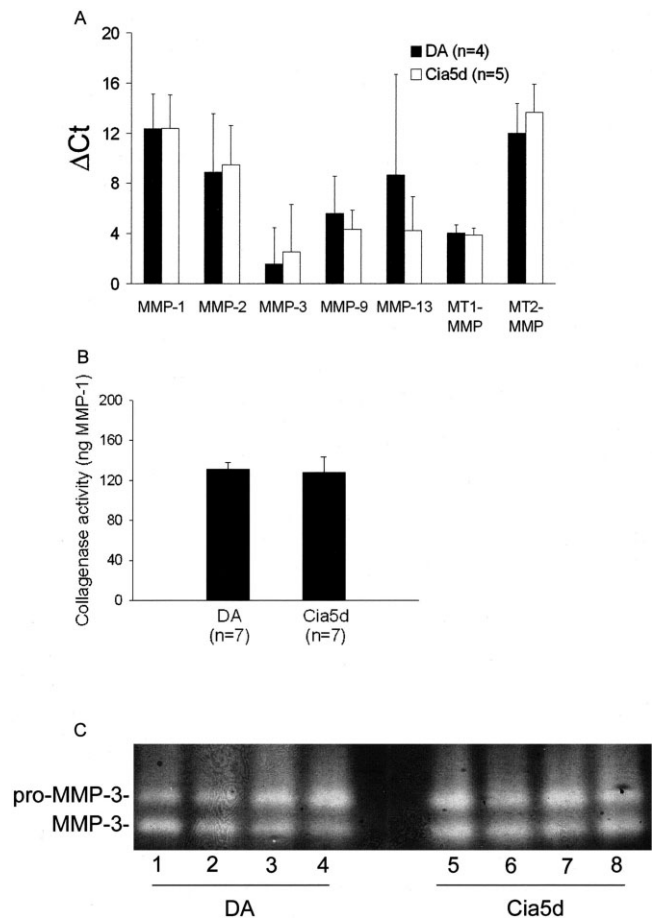 A
20
16
12
8
4
0
ΔCt
DA (n=4)
Cia5d (n=5)
MMP-1 MMP-2 MMP-3 MMP-9 MMP-13 MT1-MMP MT2-MMP
B
Collagenase activity (ng MMP-1)
200
160
120
80
40
0
DA
(n=7)
Cia5d
(n=7)
C
pro-MMP-3-
MMP-3-
1 2 3 4 5 6 7 8
DA Cia5d